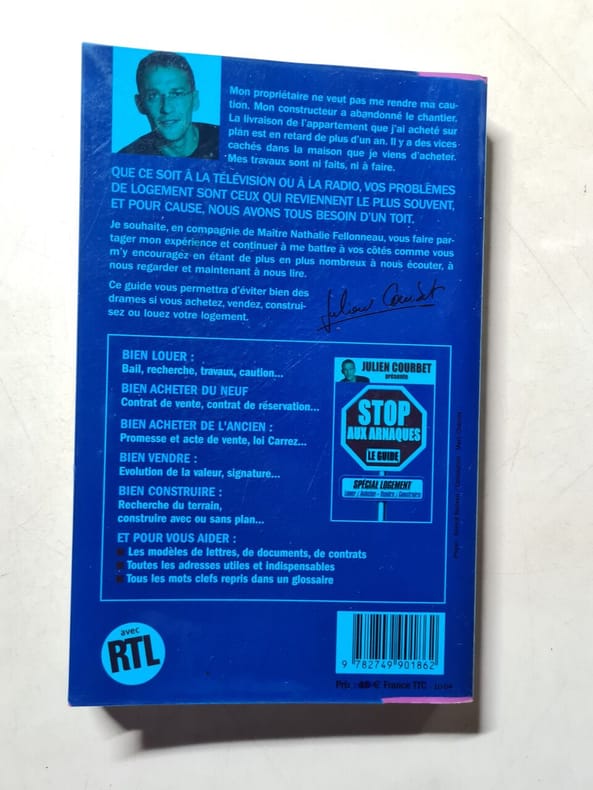 Mon propriétaire ne veut pas me rendre ma cau-
tion. Mon constructeur a abandonné le chantier.
La livraison de l'appartement que j'ai acheté sur
plan est en retard de plus d'un an. Il y a des vices
cachés dans la maison que je viens d'acheter.
Mes travaux sont ni faits, ni à faire.
QUE CE SOIT À LA TÉLÉVISION OU À LA RADIO, VOS PROBLÈMES
DE LOGEMENT SONT CEUX QUI REVIENNENT LE PLUS SOUVENT,
ET POUR CAUSE, NOUS AVONS TOUS BESOIN D'UN TOIT.
Je souhaite, en compagnie de Maître Nathalie Fellonneau, vous faire par-
tager mon expérience et continuer à me battre à vos côtés comme vous
m'y encouragez en étant de plus en plus nombreux à nous écouter, à
nous regarder et maintenant à nous lire.
Ce guide vous permettra d'éviter bien des
drames si vous achetez, vendez, construi-
sez ou louez votre logement.
Julien Courbet
BIEN LOUER :
Bail, recherche, travaux, caution...
BIEN ACHETER DU NEUF
Contrat de vente, contrat de réservation...
BIEN ACHETER DE L'ANCIEN :
Promesse et acte de vente, loi Carrez...
BIEN VENDRE :
Evolution de la valeur, signature...
BIEN CONSTRUIRE :
Recherche du terrain,
construire avec ou sans plan...
ET POUR VOUS AIDER :
Les modèles de lettres, de documents, de contrats
Toutes les adresses utiles et indispensables
Tous les mots clefs repris dans un glossaire
JULIEN COURBET
présente
STOP
AUX ARNAQUES
LE GUIDE
SPÉCIAL LOGEMENT
Louer / Acheter - Vendre / Construire
avec
RTL
9 782749 901862
Prix : 18 € France TTC